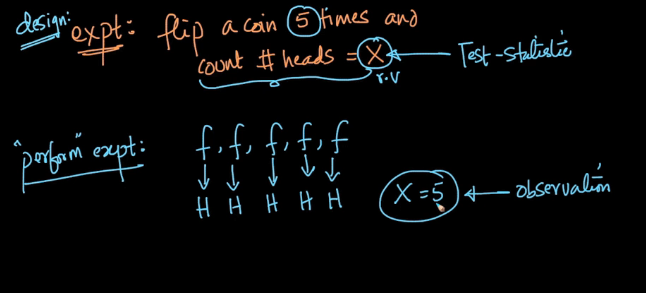 design:
expt: flip a coin 5 times and
count # heads = X ← Test-statistic
r.v
"perform" expt: f, f, f, f, f
H H H H H
X = 5 ← observation